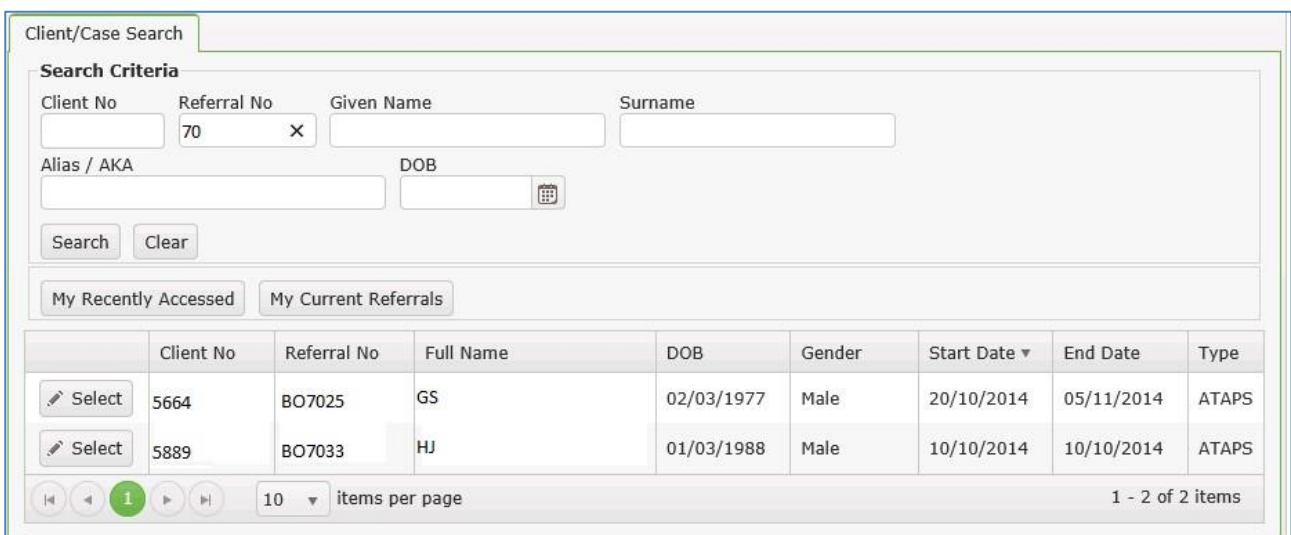 Client/Case Search
Search Criteria
Client No Referral No Given Name Surname
70 ×
Alias / AKA DOB
Search Clear
My Recently Accessed My Current Referrals
Client No Referral No Full Name DOB Gender Start Date ▼ End Date Type
Select 5664 BO7025 GS 02/03/1977 Male 20/10/2014 05/11/2014 ATAPS
Select 5889 BO7033 HJ 01/03/1988 Male 10/10/2014 10/10/2014 ATAPS
1 10 items per page 1 - 2 of 2 items